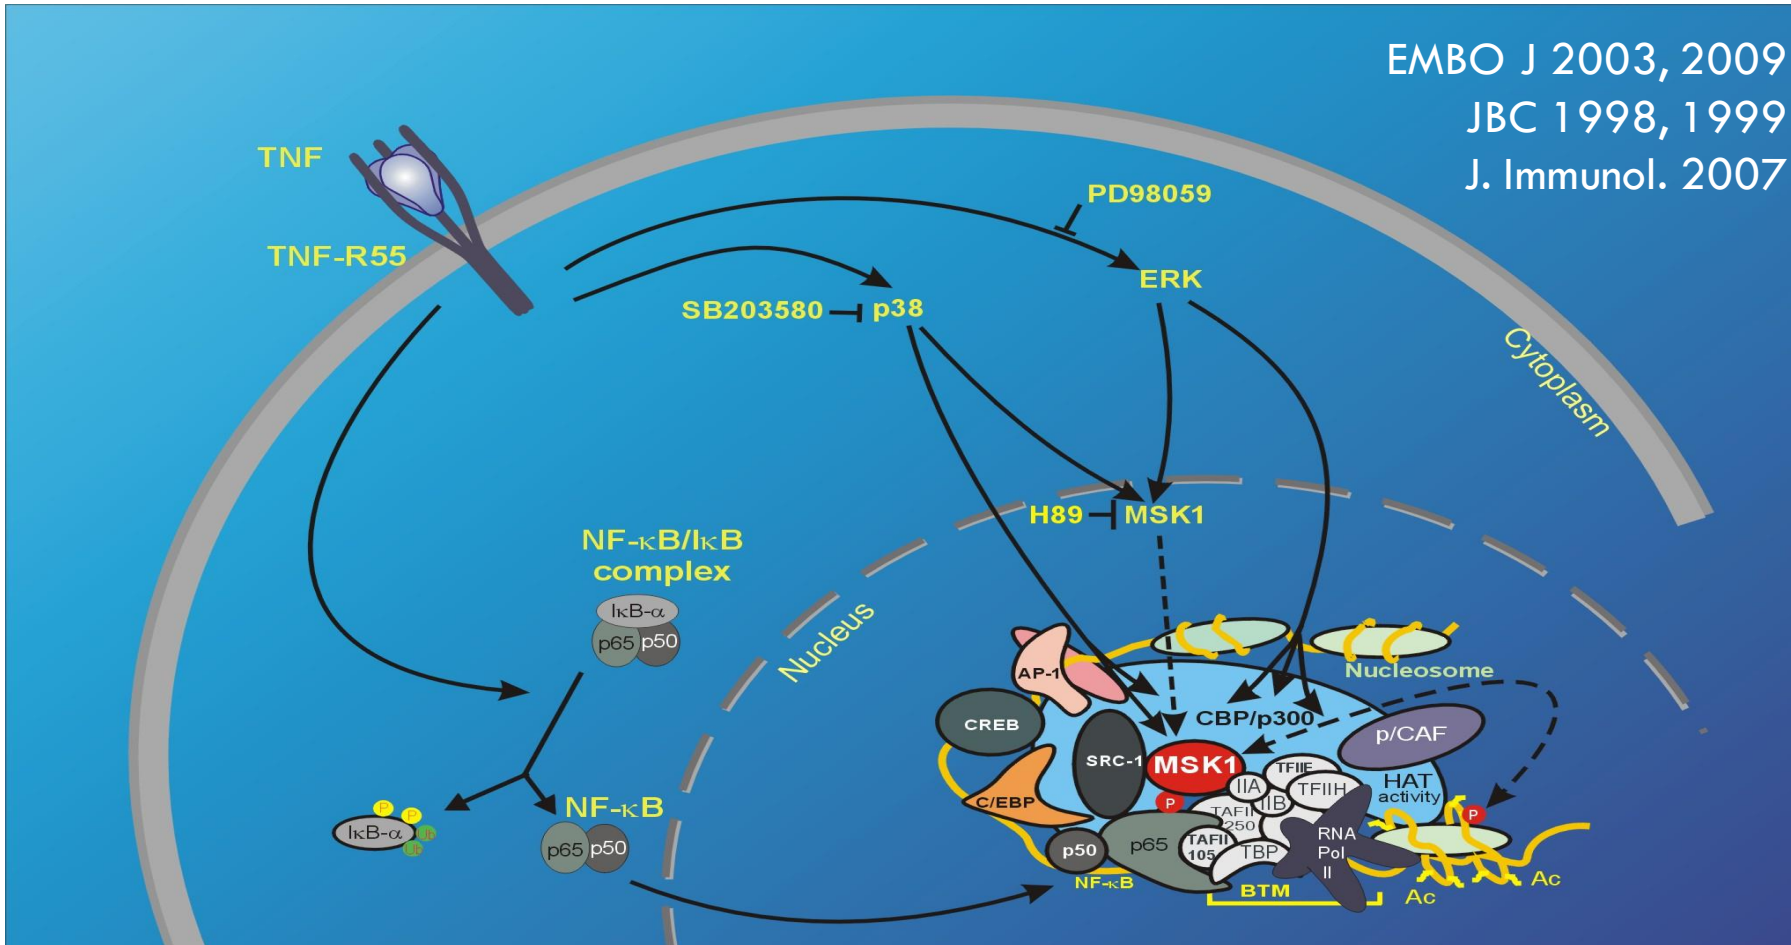 EMBO J 2003, 2009
JBC 1998, 1999
J. Immunol. 2007
TNF
TNF-R55
PD98059
ERK
SB203580
p38
Cytoplasm
H89
MSK1
NF-κB/IκB
complex
IκB-α
p65
p50
Nucleus
Nucleosome
AP-1
CREB
CBP/p300
p/CAF
SRC-1
MSK1
TFIIE
IIA
TFIIH
HAT
activity
C/EBP
P
IIB
P
TAFII
250
NF-κB
P
P
IκB-α
Ub
Ub
p65
p50
p50
p65
TAFII
105
TBP
RNA
Pol
II
NF-κB
BTM
Ac
Ac